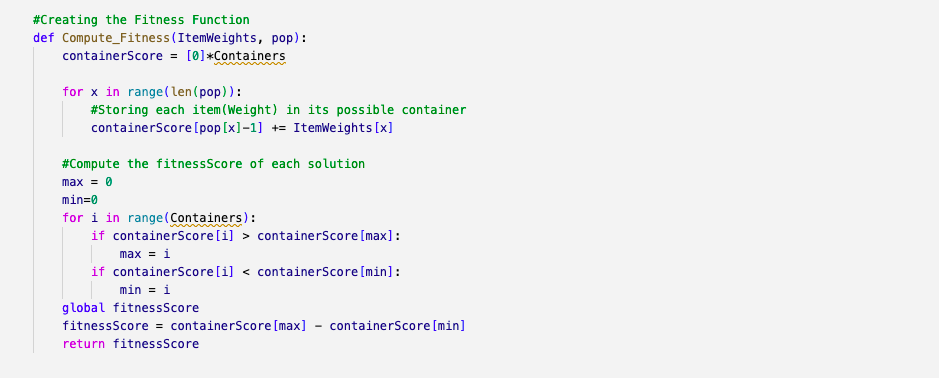 #Creating the Fitness Function
def Compute_Fitness(ItemWeights, pop):
    containerScore = [0]*Containers

    for x in range(len(pop)):
        #Storing each item(Weight) in its possible container
        containerScore[pop[x]-1] += ItemWeights[x]

    #Compute the fitnessScore of each solution
    max = 0
    min=0
    for i in range(Containers):
        if containerScore[i] > containerScore[max]:
            max = i
        if containerScore[i] < containerScore[min]:
            min = i
    global fitnessScore
    fitnessScore = containerScore[max] - containerScore[min]
    return fitnessScore